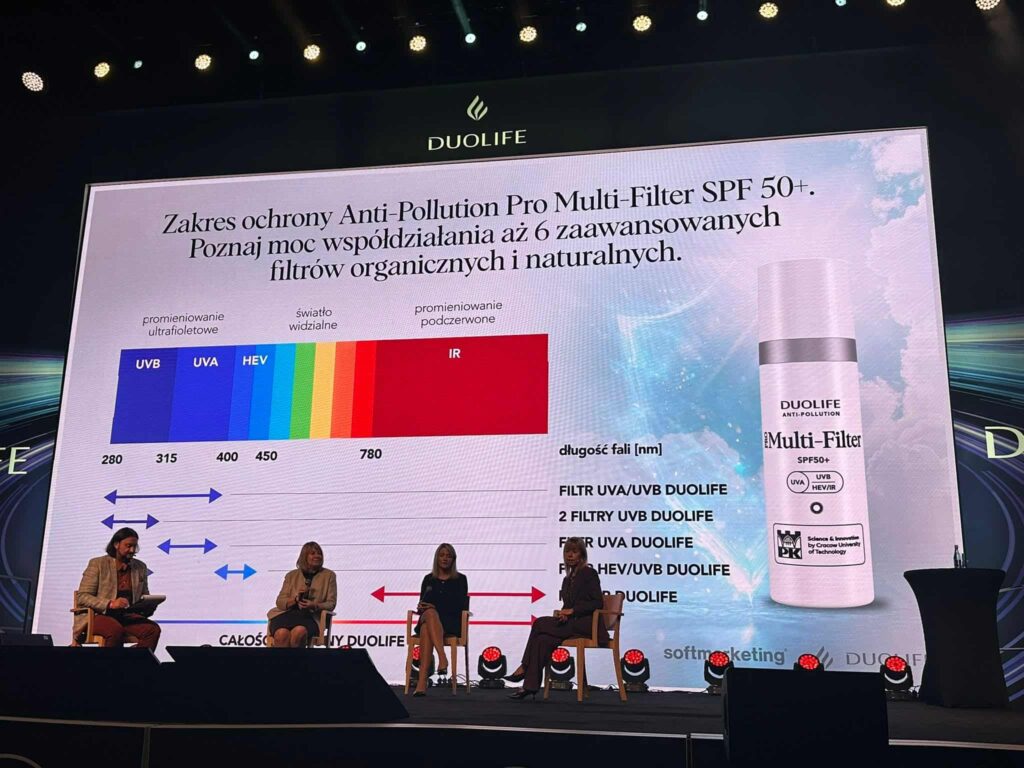 DUOLIFE
Zakres ochrony Anti-Pollution Pro Multi-Filter SPF 50+.
Poznaj moc współdziałania aż 6 zaawansowanych
filtrów organicznych i naturalnych.
promieniowanie
ultrafioletowe
światło
widzialne
promieniowanie
podczerwone
UVB
UVA
HEV
IR
280
315
400
450
780
długość fali [nm]
FILTR UVA/UVB DUOLIFE
2 FILTRY UVB DUOLIFE
UVA DUOLIFE
HEV/UVB DUOLIFE
DUOLIFE
DUOLIFE
DUOLIFE
ANTI-POLLUTION
PRO Multi-Filter
SPF50+
UVA
UVB
HEV/IR
PK
Science & Innovation
by Cracow University
of Technology
softmarketing